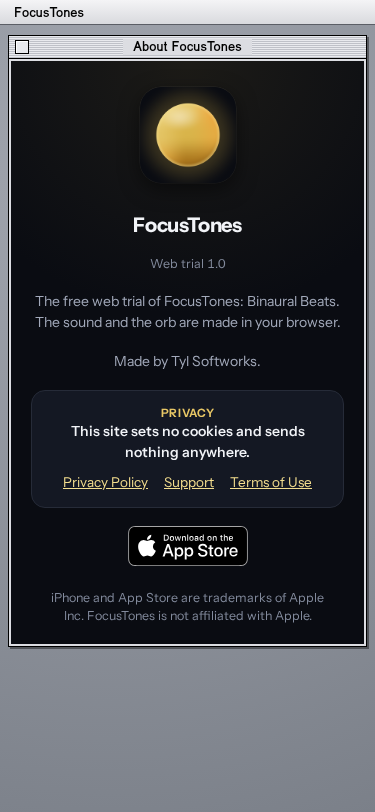 FocusTones
About FocusTones
FocusTones
Web trial 1.0
The free web trial of FocusTones: Binaural Beats.
The sound and the orb are made in your browser.
Made by Tyl Softworks.
PRIVACY
This site sets no cookies and sends
nothing anywhere.
Privacy Policy Support Terms of Use
Download on the
App Store
iPhone and App Store are trademarks of Apple
Inc. FocusTones is not affiliated with Apple.